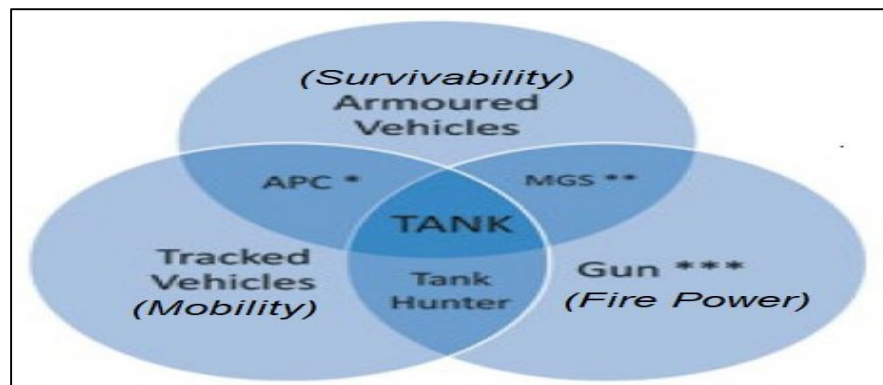 (Survivability)
Armoured
Vehicles
APC *
MGS **
TANK
Tracked
Vehicles
(Mobility)
Tank
Hunter
Gun ***
(Fire Power)